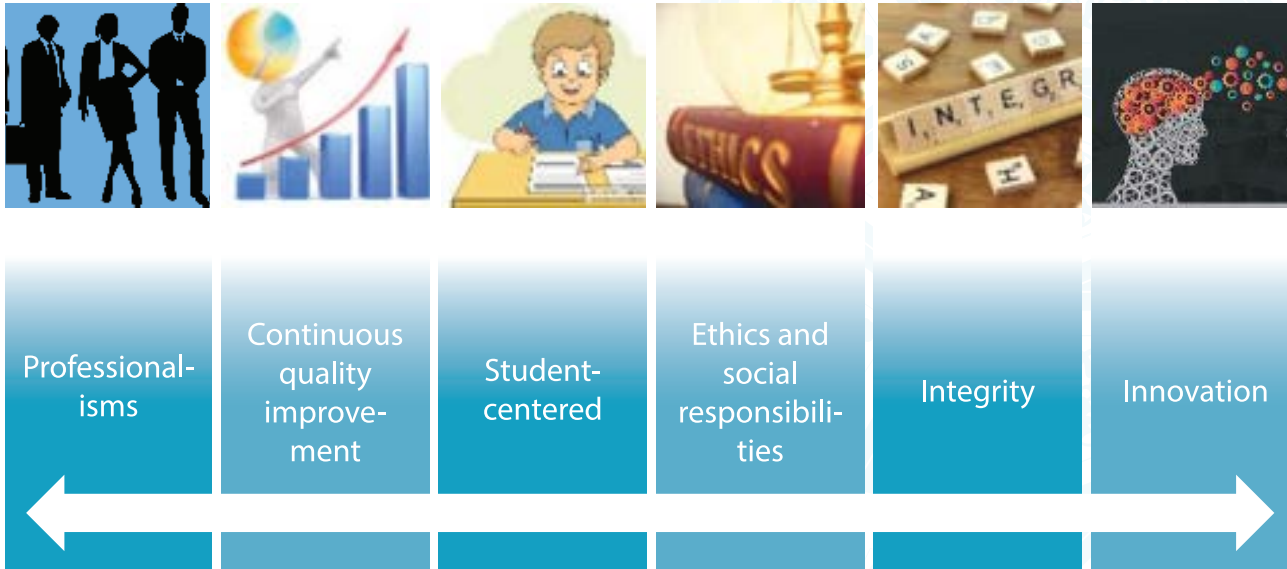 ETHICS
I N T E G R
S
A
G
E
A
H
Professional-
isms
Continuous
quality
improve-
ment
Student-
centered
Ethics and
social
responsibili-
ties
Integrity
Innovation